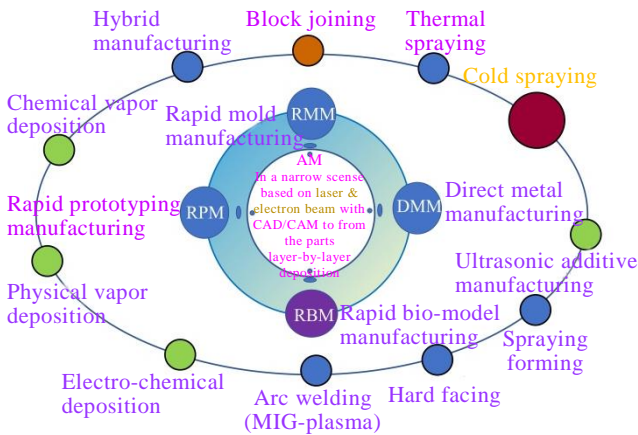 Hybrid
manufacturing
Block joining
Thermal
spraying
Cold spraying
Chemical vapor
deposition
Rapid mold
manufacturing
RMM
AM
In a narrow scense
based on laser &
electron beam with
CAD/CAM to from
the parts
layer-by-layer
deposition
Rapid prototyping
manufacturing
RPM
DMM
Direct metal
manufacturing
Ultrasonic additive
manufacturing
Physical vapor
deposition
RBM
Rapid bio-model
manufacturing
Spraying
forming
Electro-chemical
deposition
Arc welding
(MIG-plasma)
Hard facing